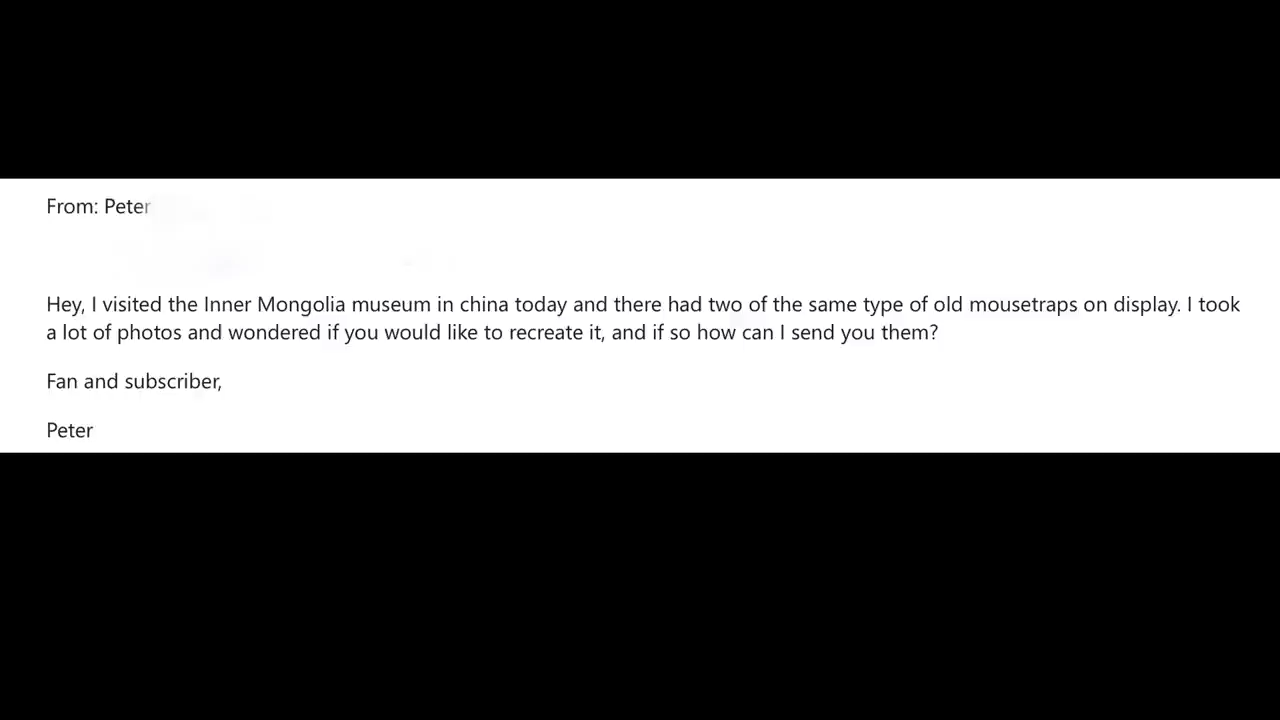 From: Peter
Hey, I visited the Inner Mongolia museum in china today and there had two of the same type of old mousetraps on display. I took
a lot of photos and wondered if you would like to recreate it, and if so how can I send you them?
Fan and subscriber,
Peter